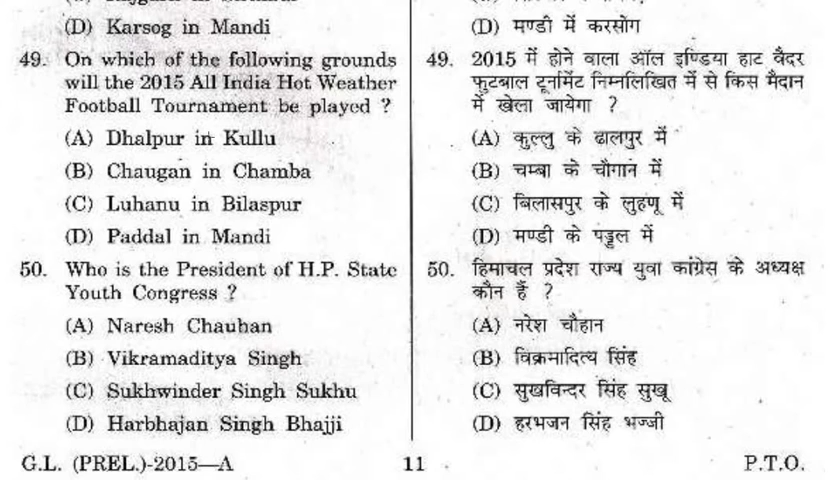 (D) Karsog in Mandi
49. On which of the following grounds
will the 2015 All India Hot Weather
Football Tournament be played ?
(A) Dhalpur in Kullu
(B) Chaugan in Chamba
(C) Luhanu in Bilaspur
(D) Paddal in Mandi
50. Who is the President of H.P. State
Youth Congress ?
(A) Naresh Chauhan
(B) Vikramaditya Singh
(C) Sukhwinder Singh Sukhu
(D) Harbhajan Singh Bhajji
(D) मण्डी में करसोग
49. 2015 में होने वाला ऑल इण्डिया हाट वैदर
फुटबाल टूर्नामेंट निम्नलिखित में से किस मैदान
में खेला जायेगा ?
(A) कुल्लु के ढालपुर में
(B) चम्बा के चौगान में
(C) बिलासपुर के लुहणू में
(D) मण्डी के पड्डल में
50. हिमाचल प्रदेश राज्य युवा कांग्रेस के अध्यक्ष
कौन हैं ?
(A) नरेश चौहान
(B) विक्रमादित्य सिंह
(C) सुखविन्दर सिंह सुखू
(D) हरभजन सिंह भज्जी
G.L. (PREL.)-2015—A 11 P.T.O.